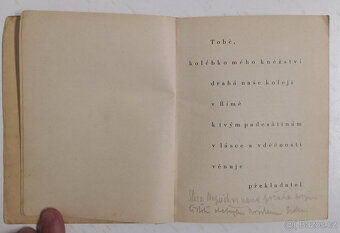 Tobě,
kolébko mého kněžství
drahá naše koleji
v Římě
k tvým padesátinám
v lásce a vděčnosti
věnuje
překladatel